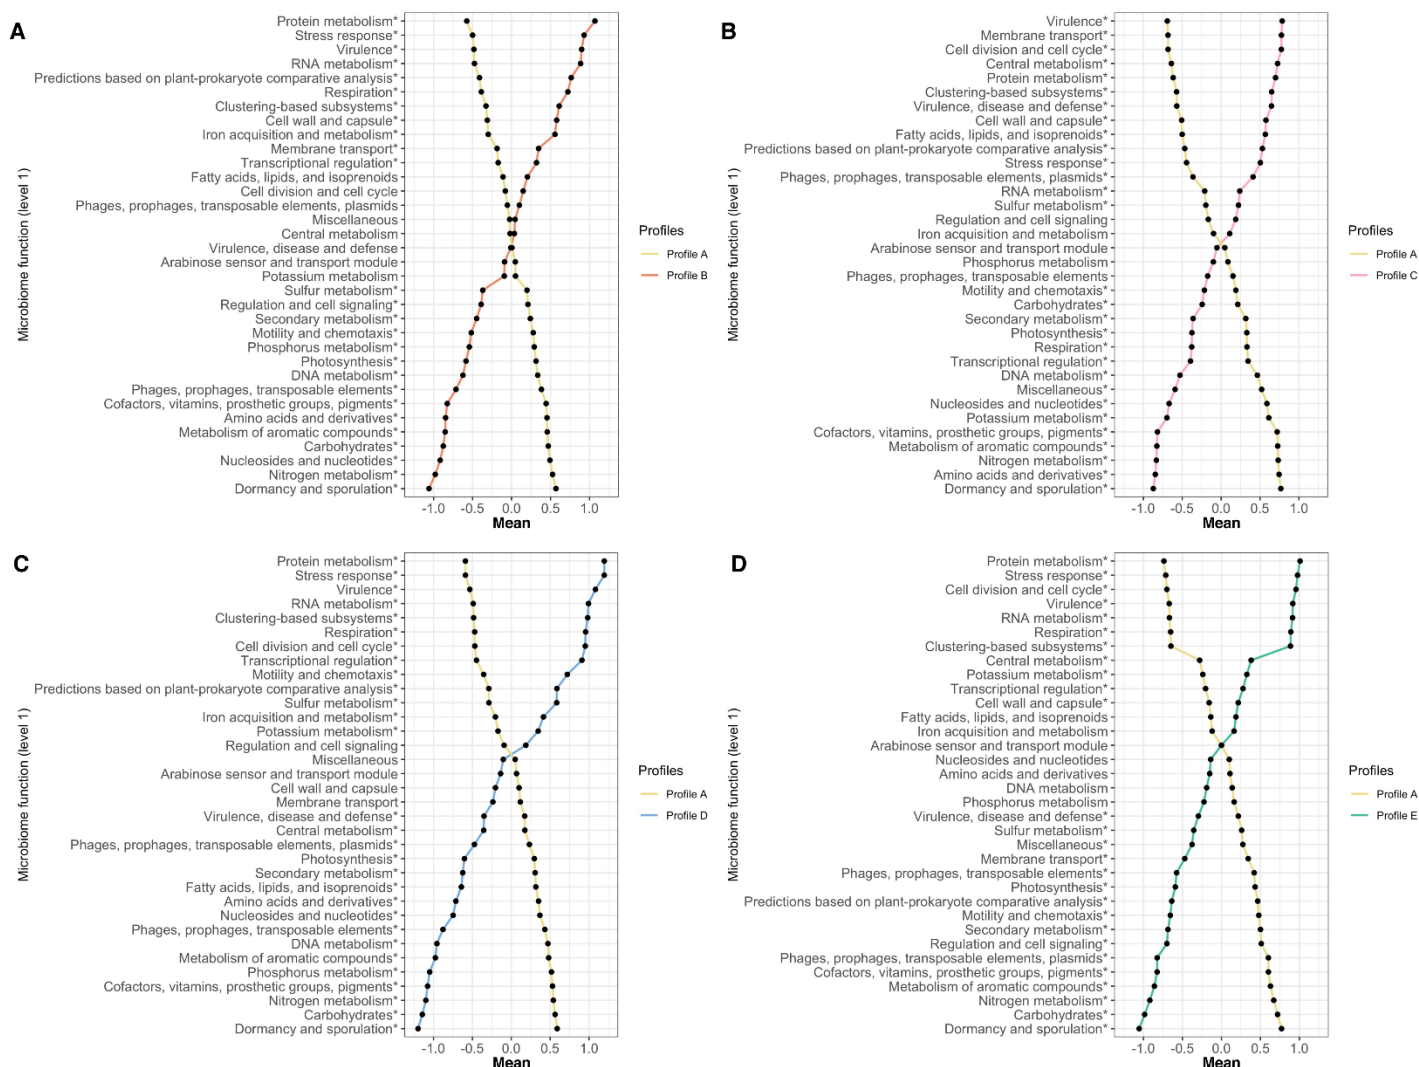 A
Protein metabolism*
Stress response*
Virulence*
RNA metabolism*
Predictions based on plant-prokaryote comparative analysis*
Respiration*
Clustering-based subsystems*
Cell wall and capsule*
Iron acquisition and metabolism*
Membrane transport*
Transcriptional regulation*
Fatty acids, lipids, and isoprenoids
Cell division and cell cycle
Phages, prophages, transposable elements, plasmids
Miscellaneous
Central metabolism
Virulence, disease and defense
Arabinose sensor and transport module
Potassium metabolism
Sulfur metabolism*
Regulation and cell signaling*
Secondary metabolism*
Motility and chemotaxis*
Phosphorus metabolism*
Photosynthesis*
DNA metabolism*
Phages, prophages, transposable elements*
Cofactors, vitamins, prosthetic groups, pigments*
Amino acids and derivatives*
Metabolism of aromatic compounds*
Carbohydrates*
Nucleosides and nucleotides*
Nitrogen metabolism*
Dormancy and sporulation*
Microbiome function (level 1)
-1.0 -0.5 0.0 0.5 1.0
Mean
Profiles
Profile A
Profile B
B
Virulence*
Membrane transport*
Cell division and cell cycle*
Central metabolism*
Protein metabolism*
Clustering-based subsystems*
Virulence, disease and defense*
Cell wall and capsule*
Fatty acids, lipids, and isoprenoids*
Predictions based on plant-prokaryote comparative analysis*
Stress response*
Phages, prophages, transposable elements, plasmids*
RNA metabolism*
Sulfur metabolism*
Regulation and cell signaling
Iron acquisition and metabolism
Arabinose sensor and transport module
Phosphorus metabolism
Phages, prophages, transposable elements
Motility and chemotaxis*
Carbohydrates*
Secondary metabolism*
Photosynthesis*
Respiration*
Transcriptional regulation*
DNA metabolism*
Miscellaneous*
Nucleosides and nucleotides*
Potassium metabolism*
Cofactors, vitamins, prosthetic groups, pigments*
Metabolism of aromatic compounds*
Nitrogen metabolism*
Amino acids and derivatives*
Dormancy and sporulation*
Microbiome function (level 1)
-1.0 -0.5 0.0 0.5 1.0
Mean
Profiles
Profile A
Profile C
C
Protein metabolism*
Stress response*
Virulence*
RNA metabolism*
Clustering-based subsystems*
Respiration*
Cell division and cell cycle*
Transcriptional regulation*
Motility and chemotaxis*
Predictions based on plant-prokaryote comparative analysis*
Sulfur metabolism*
Iron acquisition and metabolism*
Potassium metabolism*
Regulation and cell signaling
Miscellaneous
Arabinose sensor and transport module
Cell wall and capsule
Membrane transport
Virulence, disease and defense*
Central metabolism*
Phages, prophages, transposable elements, plasmids*
Photosynthesis*
Secondary metabolism*
Fatty acids, lipids, and isoprenoids*
Amino acids and derivatives*
Nucleosides and nucleotides*
Phages, prophages, transposable elements*
DNA metabolism*
Metabolism of aromatic compounds*
Phosphorus metabolism*
Cofactors, vitamins, prosthetic groups, pigments*
Nitrogen metabolism*
Carbohydrates*
Dormancy and sporulation*
Microbiome function (level 1)
-1.0 -0.5 0.0 0.5 1.0
Mean
Profiles
Profile A
Profile D
D
Protein metabolism*
Stress response*
Cell division and cell cycle*
Virulence*
RNA metabolism*
Respiration*
Clustering-based subsystems*
Central metabolism*
Potassium metabolism*
Transcriptional regulation*
Cell wall and capsule*
Fatty acids, lipids, and isoprenoids
Iron acquisition and metabolism
Arabinose sensor and transport module
Nucleosides and nucleotides
Amino acids and derivatives
DNA metabolism
Phosphorus metabolism
Virulence, disease and defense*
Sulfur metabolism*
Miscellaneous*
Membrane transport*
Phages, prophages, transposable elements*
Photosynthesis*
Predictions based on plant-prokaryote comparative analysis*
Motility and chemotaxis*
Secondary metabolism*
Regulation and cell signaling*
Phages, prophages, transposable elements, plasmids*
Cofactors, vitamins, prosthetic groups, pigments*
Metabolism of aromatic compounds*
Nitrogen metabolism*
Carbohydrates*
Dormancy and sporulation*
Microbiome function (level 1)
-1.0 -0.5 0.0 0.5 1.0
Mean
Profiles
Profile A
Profile E